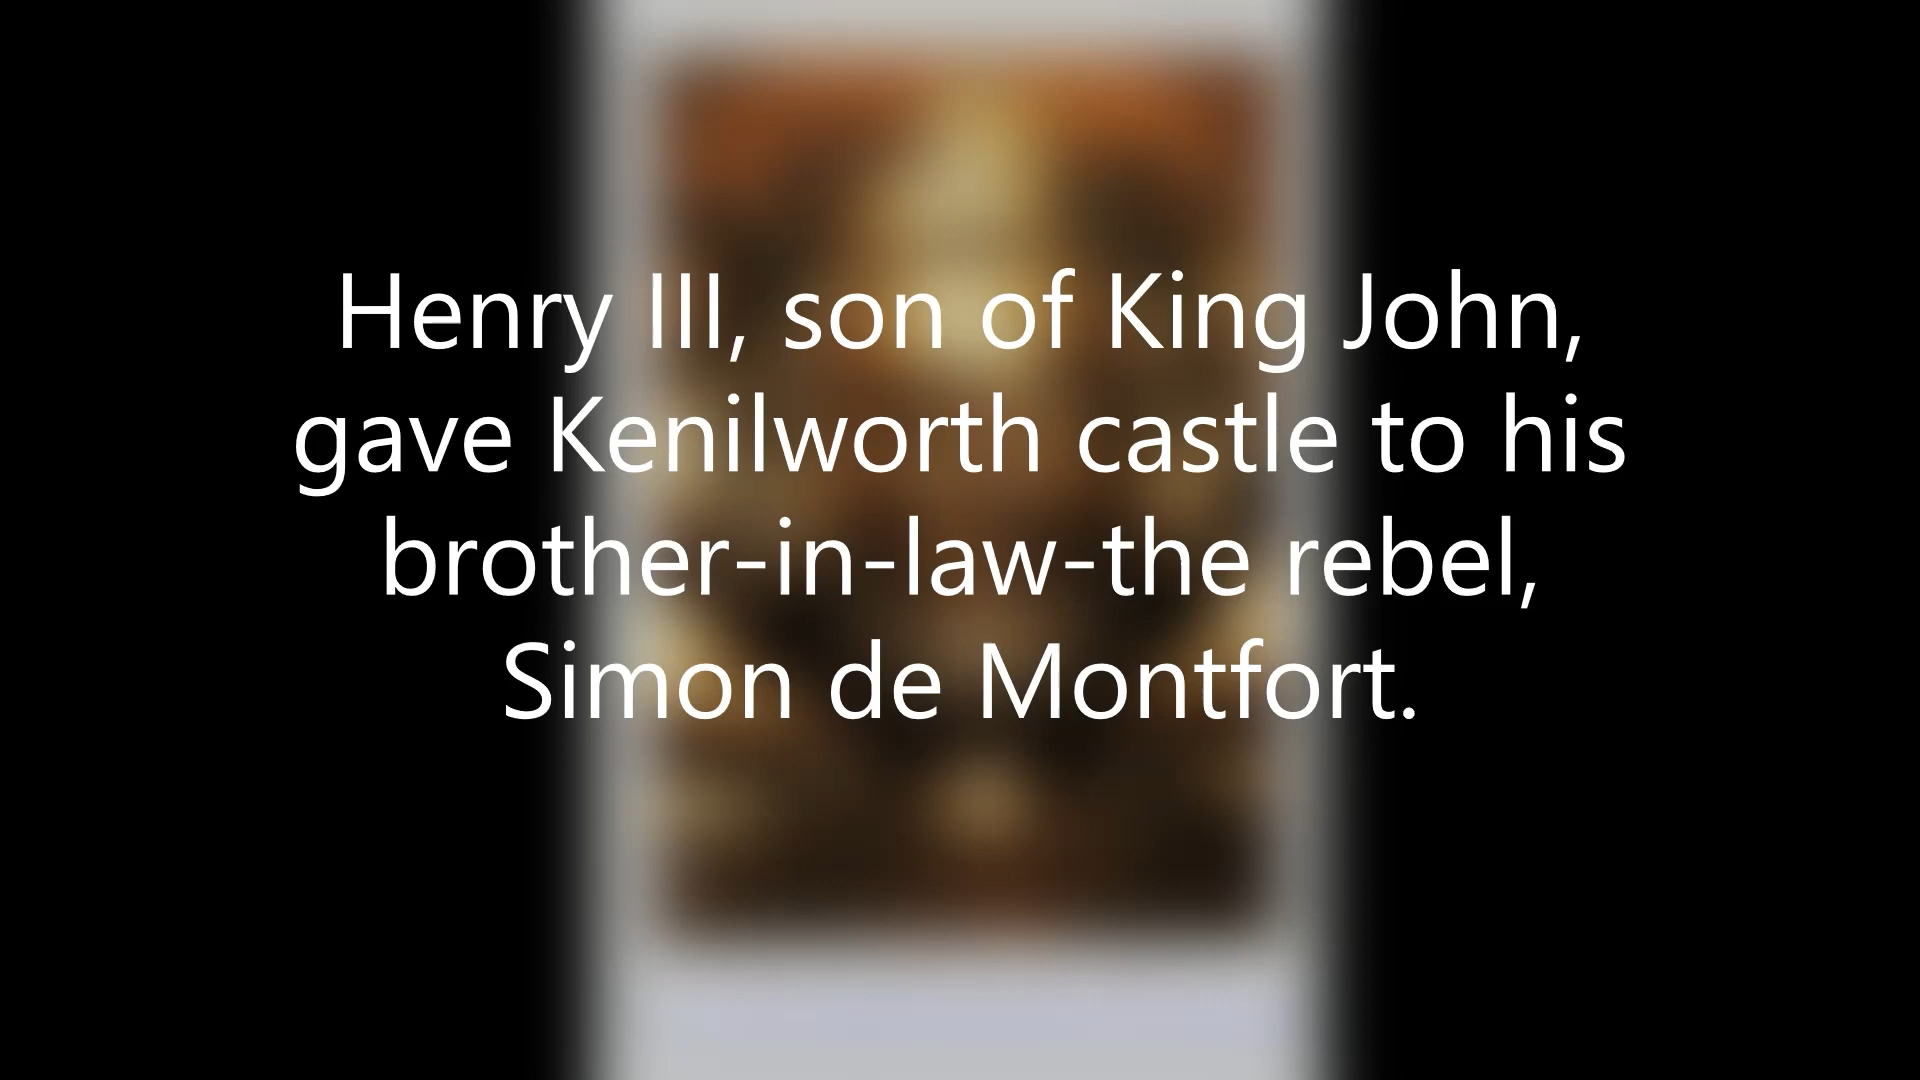 Henry III, son of King John,
gave Kenilworth castle to his
brother-in-law-the rebel,
Simon de Montfort.